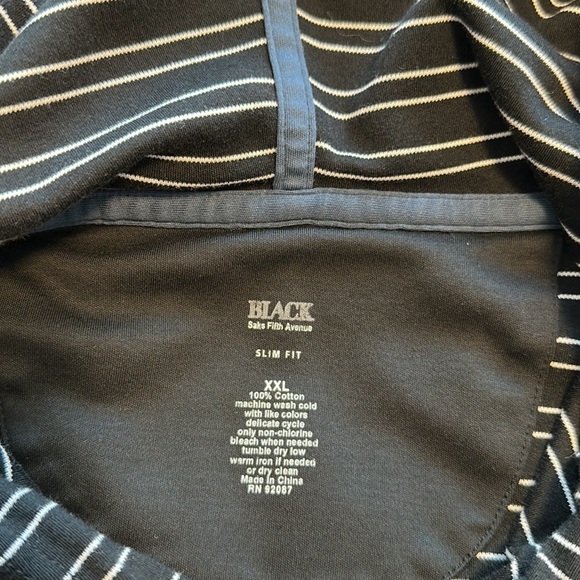 BLACK
Saks Fifth Avenue
SLIM FIT
XXL
100% Cotton
machine wash cold
with like colors
delicate cycle
only non-chlorine
bleach when needed
tumble dry low
warm iron if needed
or dry clean
Made in China
RN 92087